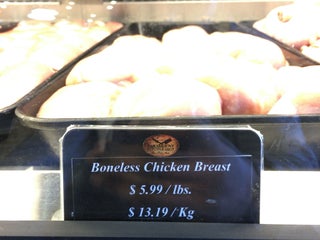 Boneless Chicken Breast
$ 5.99 / lbs.
$ 13.19 / Kg